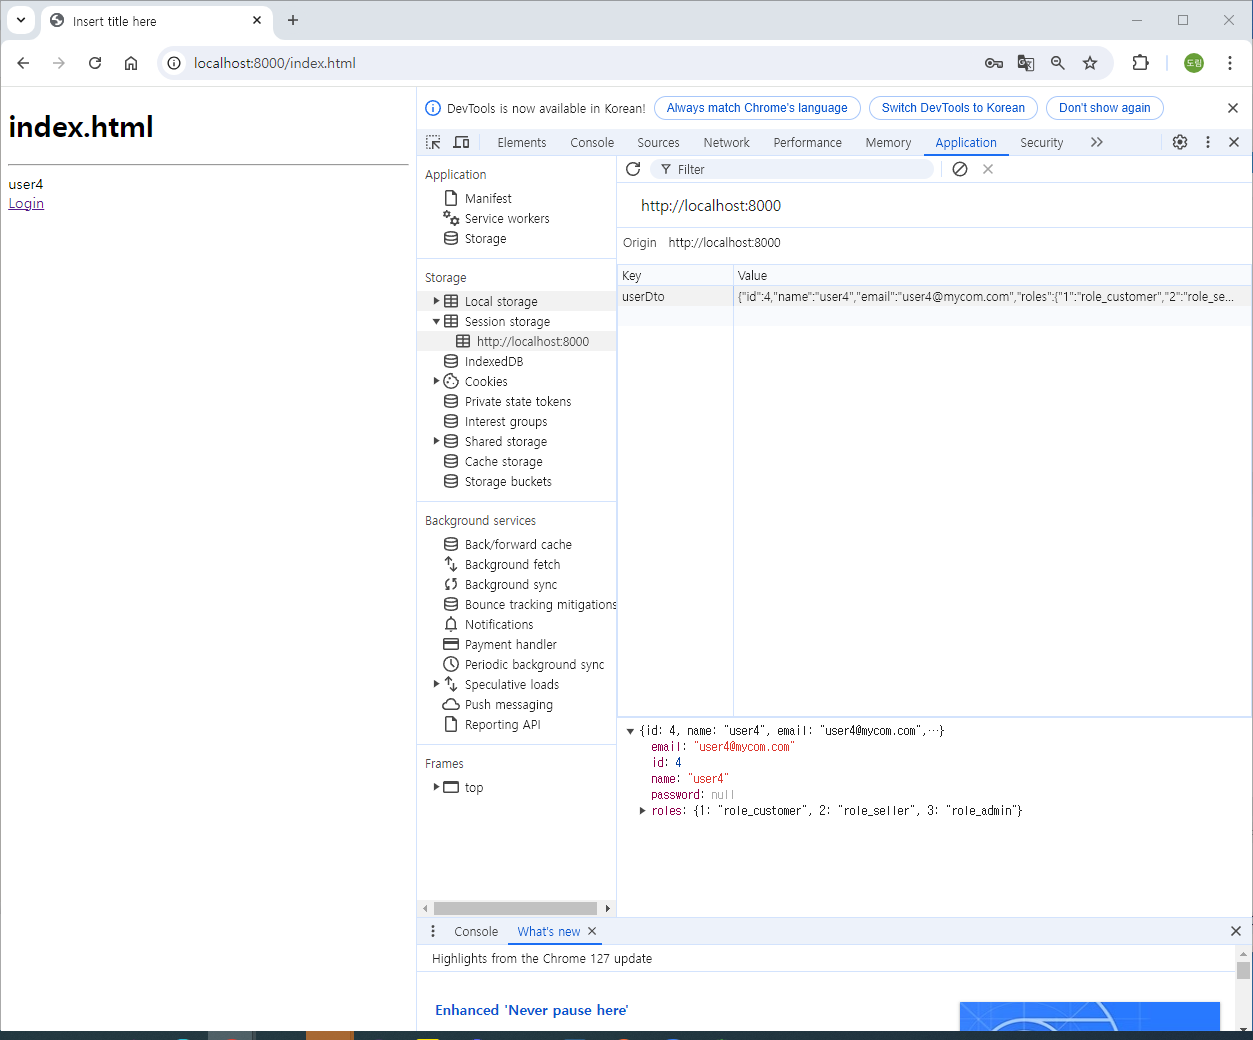 Insert title here
localhost:8000/index.html
도림
index.html
user4
Login
DevTools is now available in Korean!
Always match Chrome's language
Switch DevTools to Korean
Don't show again
Elements
Console
Sources
Network
Performance
Memory
Application
Security
Application
Manifest
Service workers
Storage
Storage
Local storage
Session storage
http://localhost:8000
IndexedDB
Cookies
Private state tokens
Interest groups
Shared storage
Cache storage
Storage buckets
Background services
Back/forward cache
Background fetch
Background sync
Bounce tracking mitigations
Notifications
Payment handler
Periodic background sync
Speculative loads
Push messaging
Reporting API
Frames
top
Filter
http://localhost:8000
Origin http://localhost:8000
Key Value
userDto {"id":4,"name":"user4","email":"user4@mycom.com","roles":{"1":"role_customer","2":"role_se...
{id: 4, name: "user4", email: "user4@mycom.com",…}
email: "user4@mycom.com"
id: 4
name: "user4"
password: null
roles: {1: "role_customer", 2: "role_seller", 3: "role_admin"}
Console
What's new
Highlights from the Chrome 127 update
Enhanced 'Never pause here'